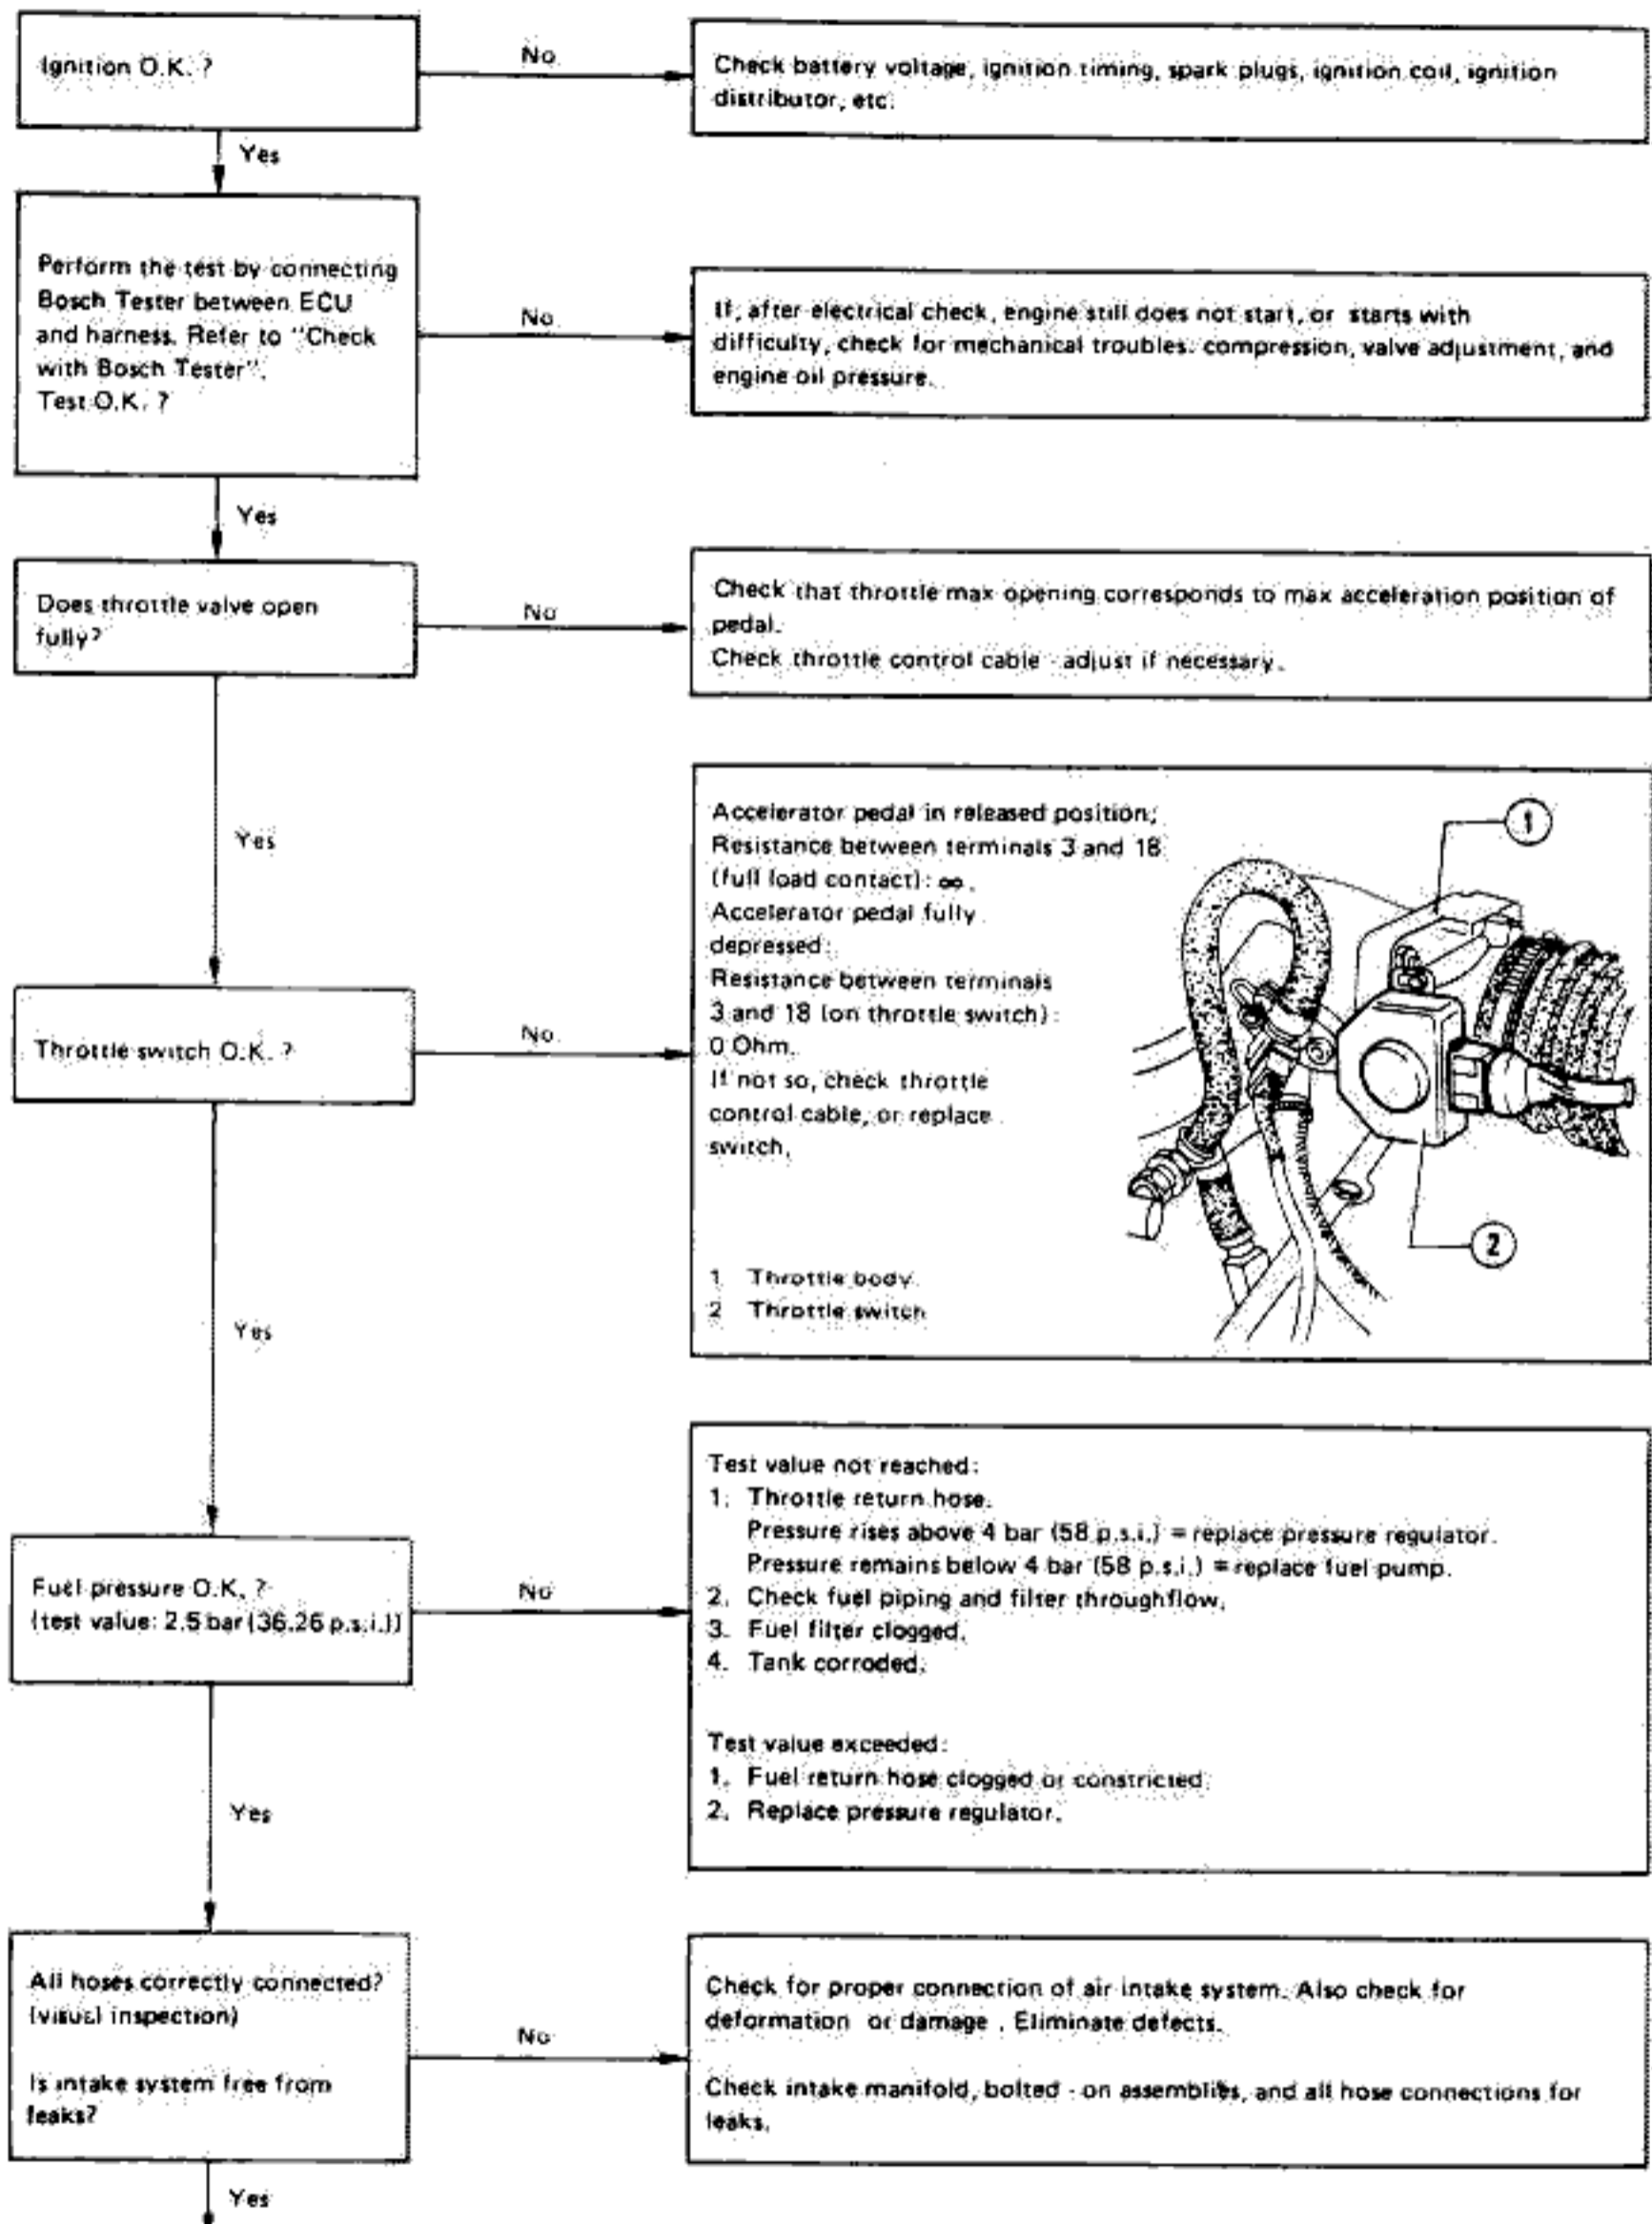 Ignition O.K. ?
No
Check battery voltage, ignition timing, spark plugs, ignition coil, ignition
distributor, etc.
Yes
Perform the test by connecting
Bosch Tester between ECU
and harness. Refer to "Check
with Bosch Tester".
Test O.K. ?
No
If, after electrical check, engine still does not start, or starts with
difficulty, check for mechanical troubles: compression, valve adjustment, and
engine oil pressure.
Yes
Does throttle valve open
fully?
No
Check that throttle max opening corresponds to max acceleration position of
pedal.
Check throttle control cable - adjust if necessary.
Yes
Throttle switch O.K. ?
No
Accelerator pedal in released position;
Resistance between terminals 3 and 18
(full load contact): ∞.
Accelerator pedal fully
depressed:
Resistance between terminals
3 and 18 (on throttle switch):
0 Ohm.
If not so, check throttle
control cable, or replace
switch.
1 Throttle body
2 Throttle switch
1
2
Yes
Fuel pressure O.K. ?
(test value: 2.5 bar (36.26 p.s.i.))
No
Test value not reached:
1. Throttle return hose.
Pressure rises above 4 bar (58 p.s.i.) = replace pressure regulator.
Pressure remains below 4 bar (58 p.s.i.) = replace fuel pump.
2. Check fuel piping and filter throughflow.
3. Fuel filter clogged.
4. Tank corroded.
Test value exceeded:
1. Fuel return hose clogged or constricted.
2. Replace pressure regulator.
Yes
All hoses correctly connected?
(visual inspection)
Is intake system free from
leaks?
No
Check for proper connection of air intake system. Also check for
deformation or damage . Eliminate defects.
Check intake manifold, bolted - on assemblies, and all hose connections for
leaks.
Yes